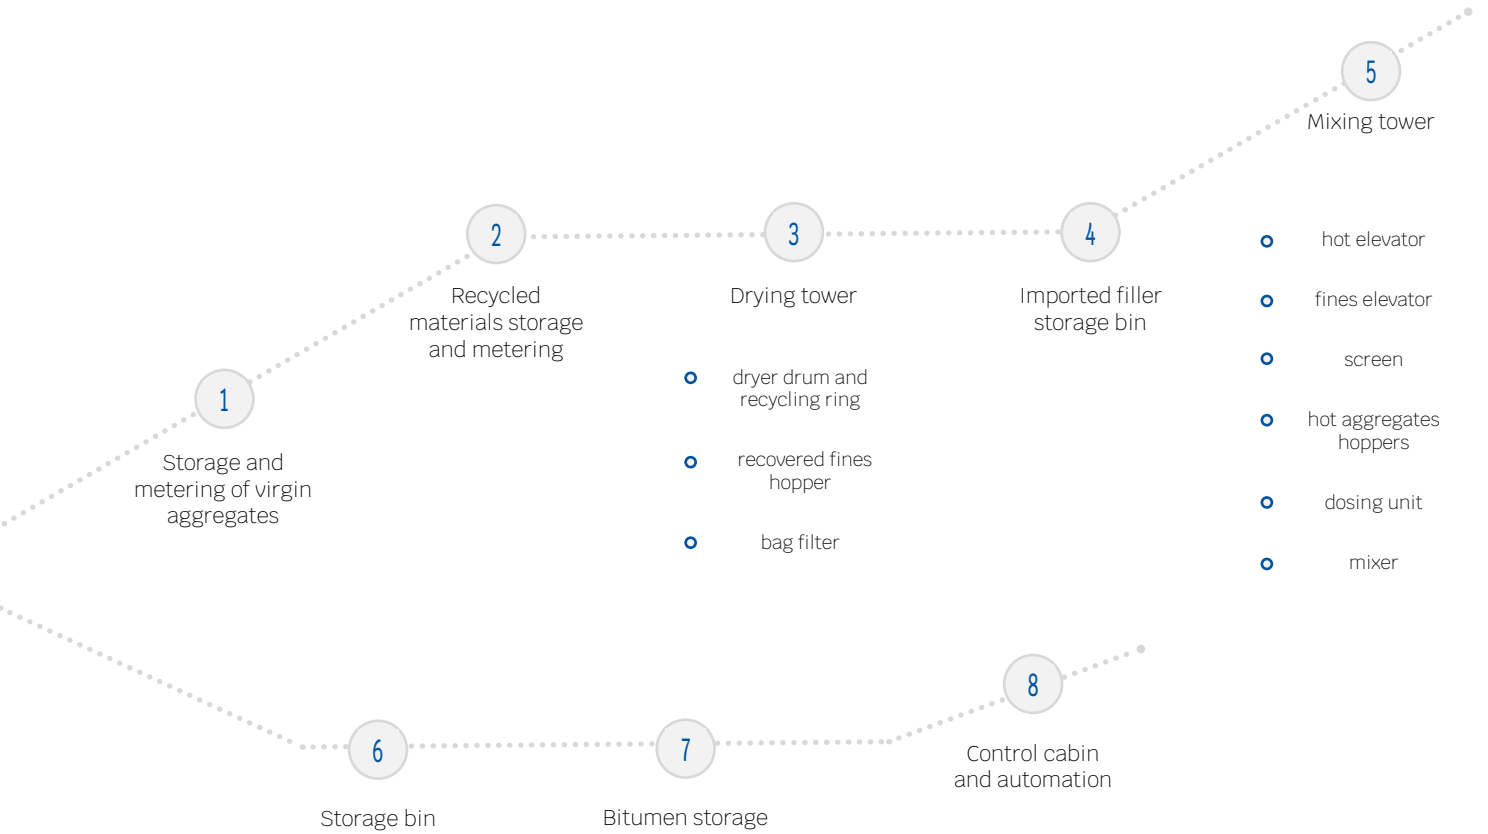 1
Storage and
metering of virgin
aggregates
2
Recycled
materials storage
and metering
3
Drying tower
dryer drum and
recycling ring
recovered fines
hopper
bag filter
4
Imported filler
storage bin
5
Mixing tower
hot elevator
fines elevator
screen
hot aggregates
hoppers
dosing unit
mixer
6
Storage bin
7
Bitumen storage
8
Control cabin
and automation